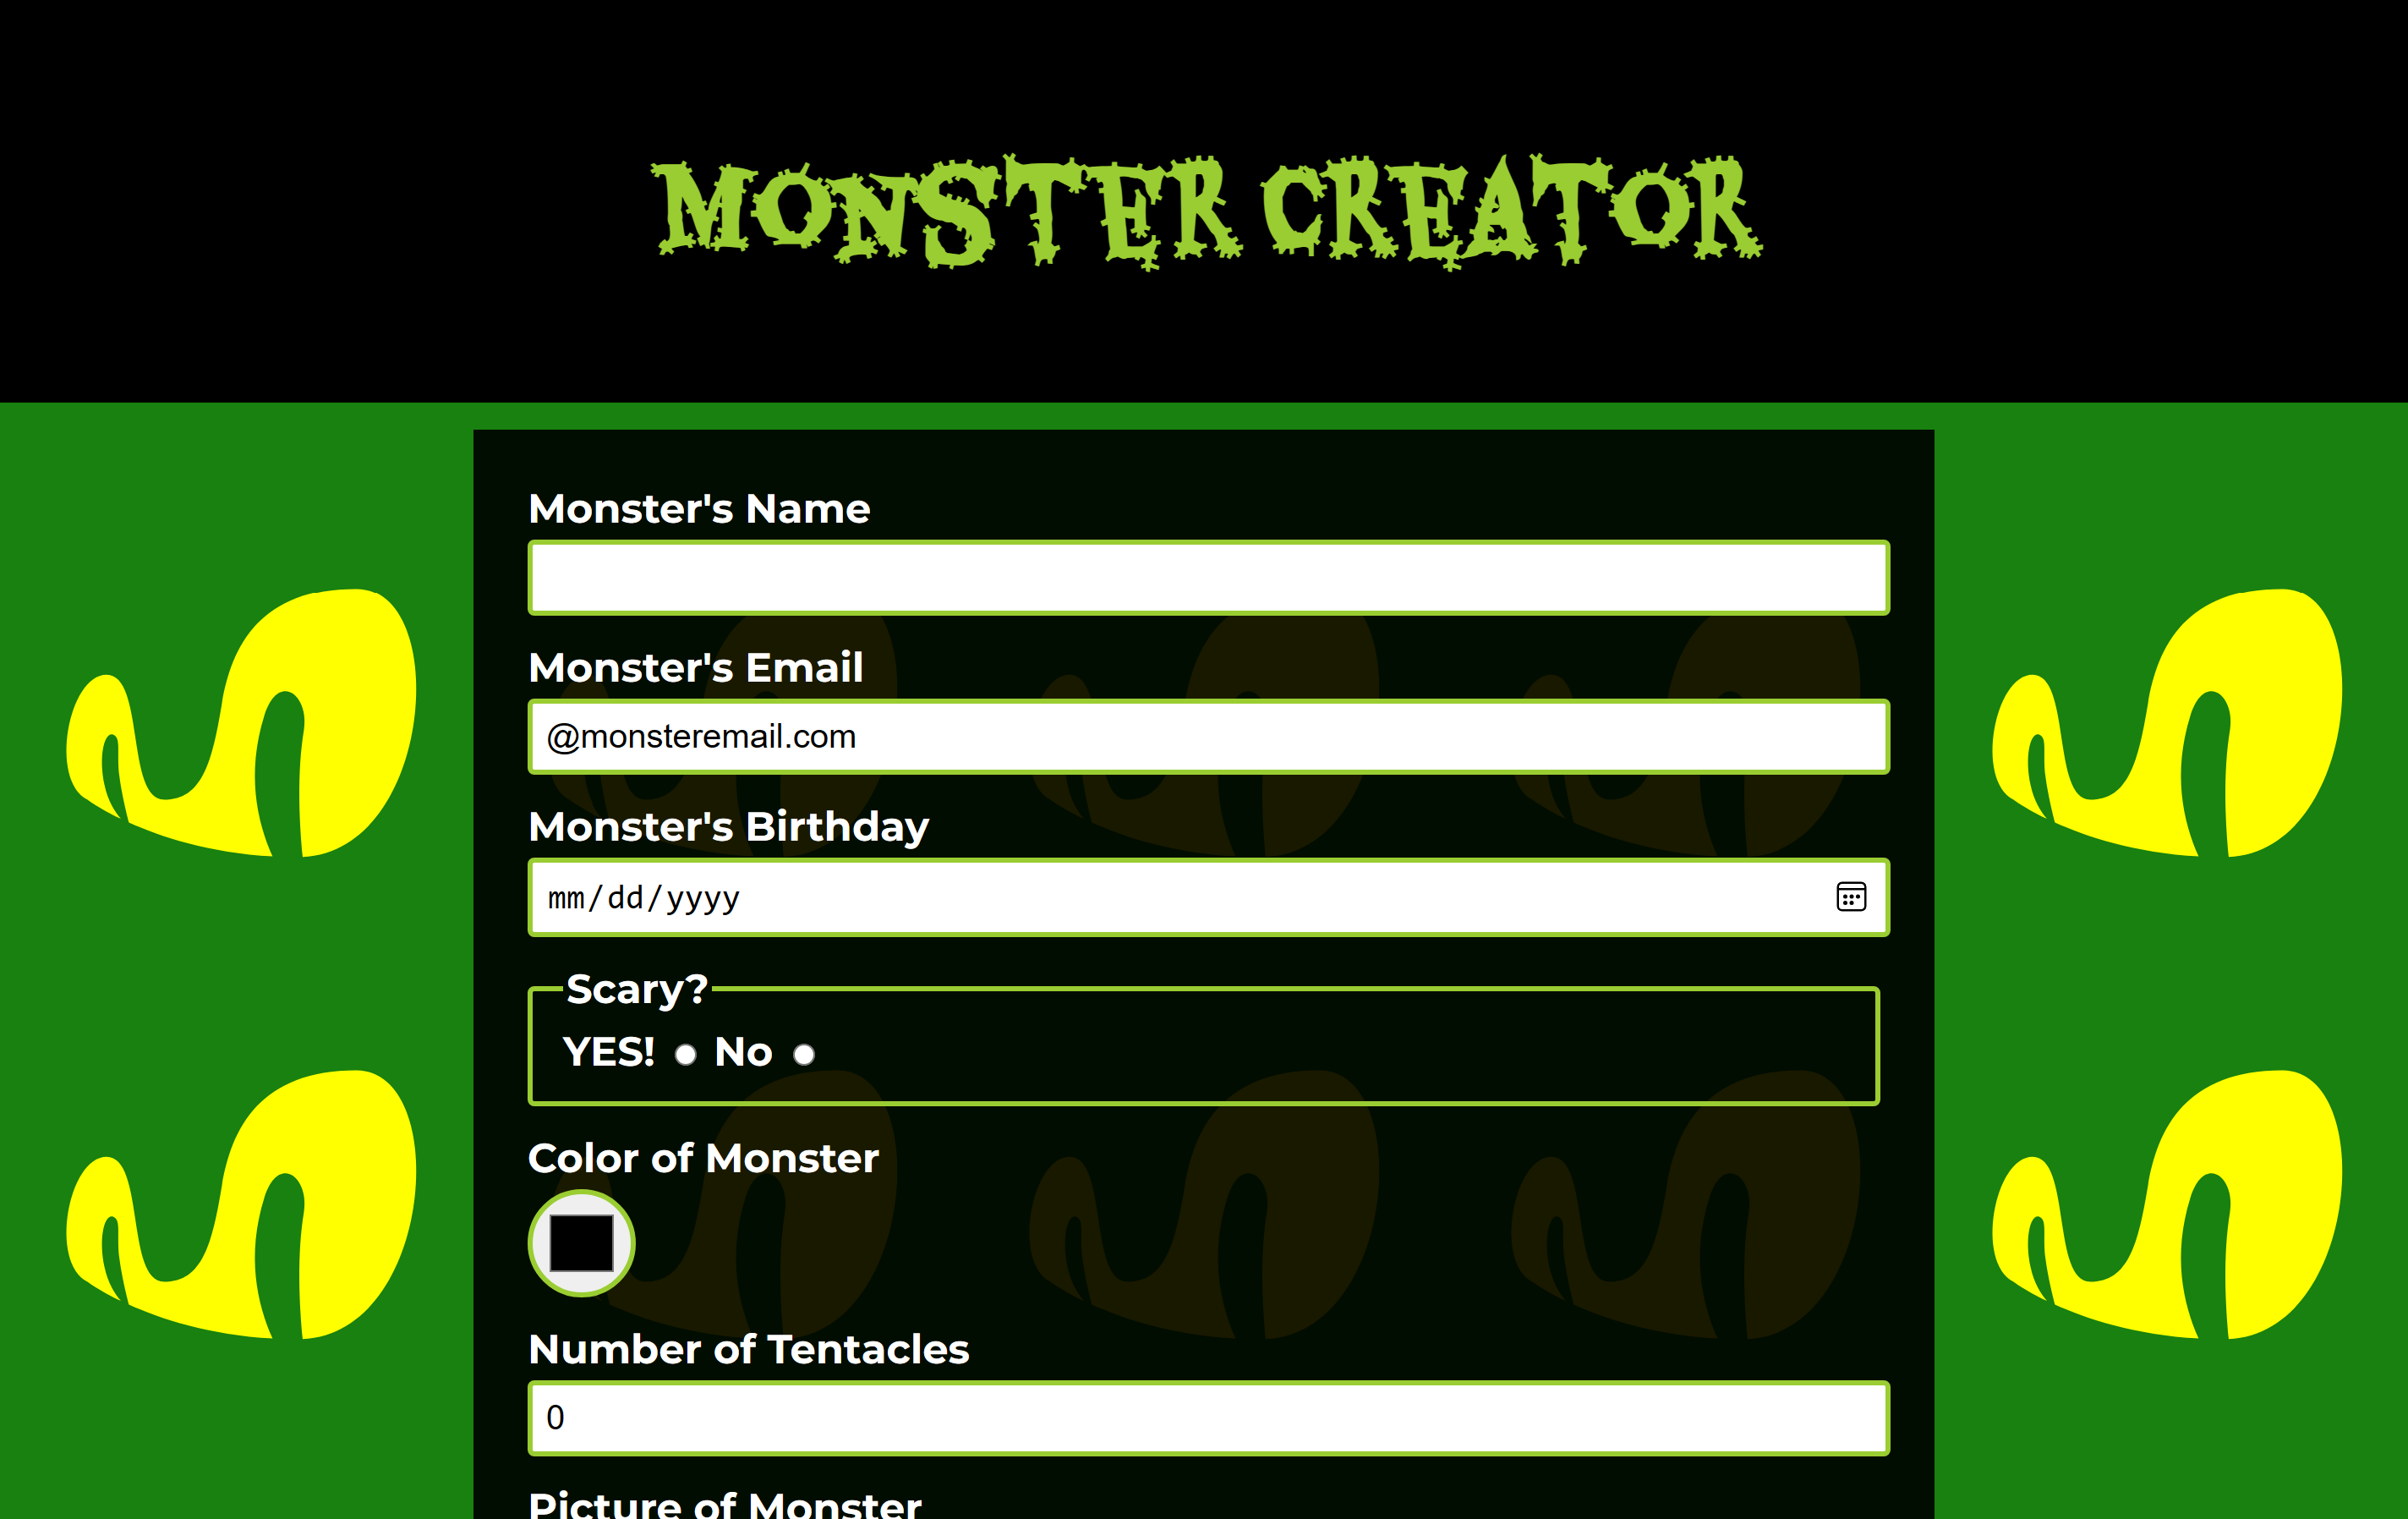 MONSTER CREATOR
Monster's Name
Monster's Email
@monsteremail.com
Monster's Birthday
mm/dd/yyyy
Scary?
YES! No
Color of Monster
Number of Tentacles
0
Picture of Monster